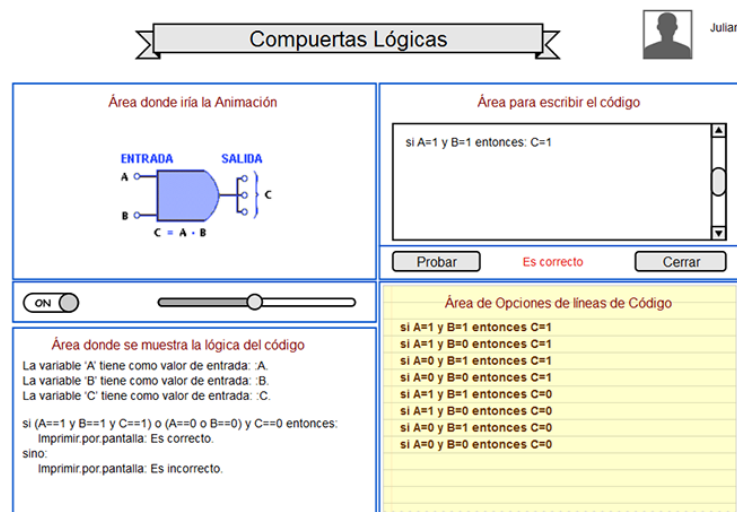 Compuertas Lógicas
Julian
Área donde iría la Animación
ENTRADA SALIDA
A
C
B
C = A · B
ON
Área donde se muestra la lógica del código
La variable 'A' tiene como valor de entrada: :A.
La variable 'B' tiene como valor de entrada: :B.
La variable 'C' tiene como valor de entrada: :C.
si (A==1 y B==1 y C==1) o (A==0 o B==0) y C==0 entonces:
Imprimir.por.pantalla: Es correcto.
sino:
Imprimir.por.pantalla: Es incorrecto.
Área para escribir el código
si A=1 y B=1 entonces: C=1
Probar Es correcto Cerrar
Área de Opciones de líneas de Código
si A=1 y B=1 entonces C=1
si A=1 y B=0 entonces C=1
si A=0 y B=1 entonces C=1
si A=0 y B=0 entonces C=1
si A=1 y B=1 entonces C=0
si A=1 y B=0 entonces C=0
si A=0 y B=1 entonces C=0
si A=0 y B=0 entonces C=0